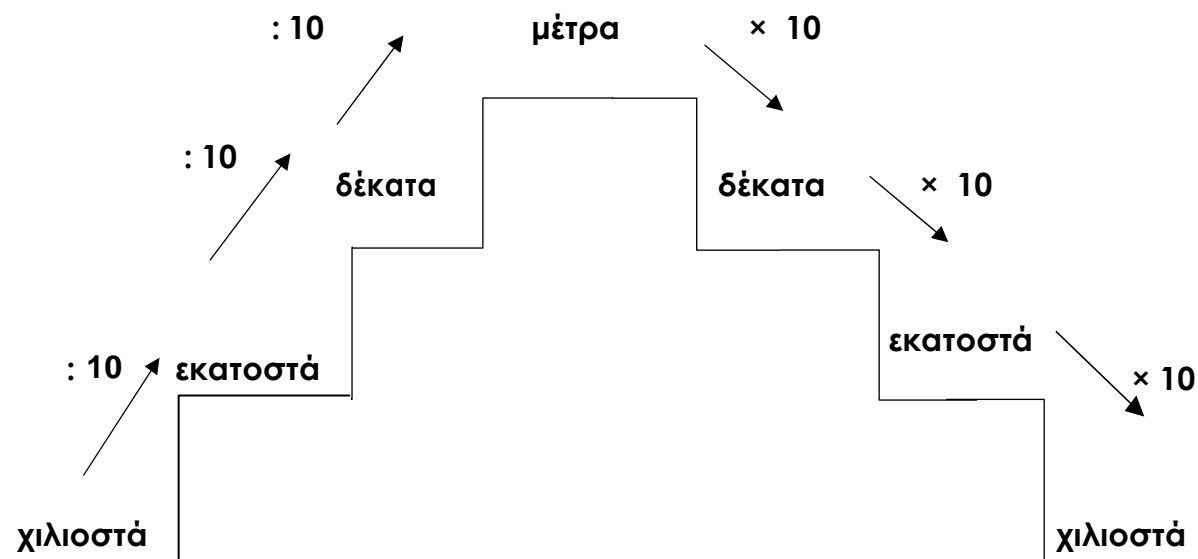 : 10 μέτρα × 10
: 10 δέκατα δέκατα × 10
: 10 εκατοστά εκατοστά × 10
χιλιοστά χιλιοστά